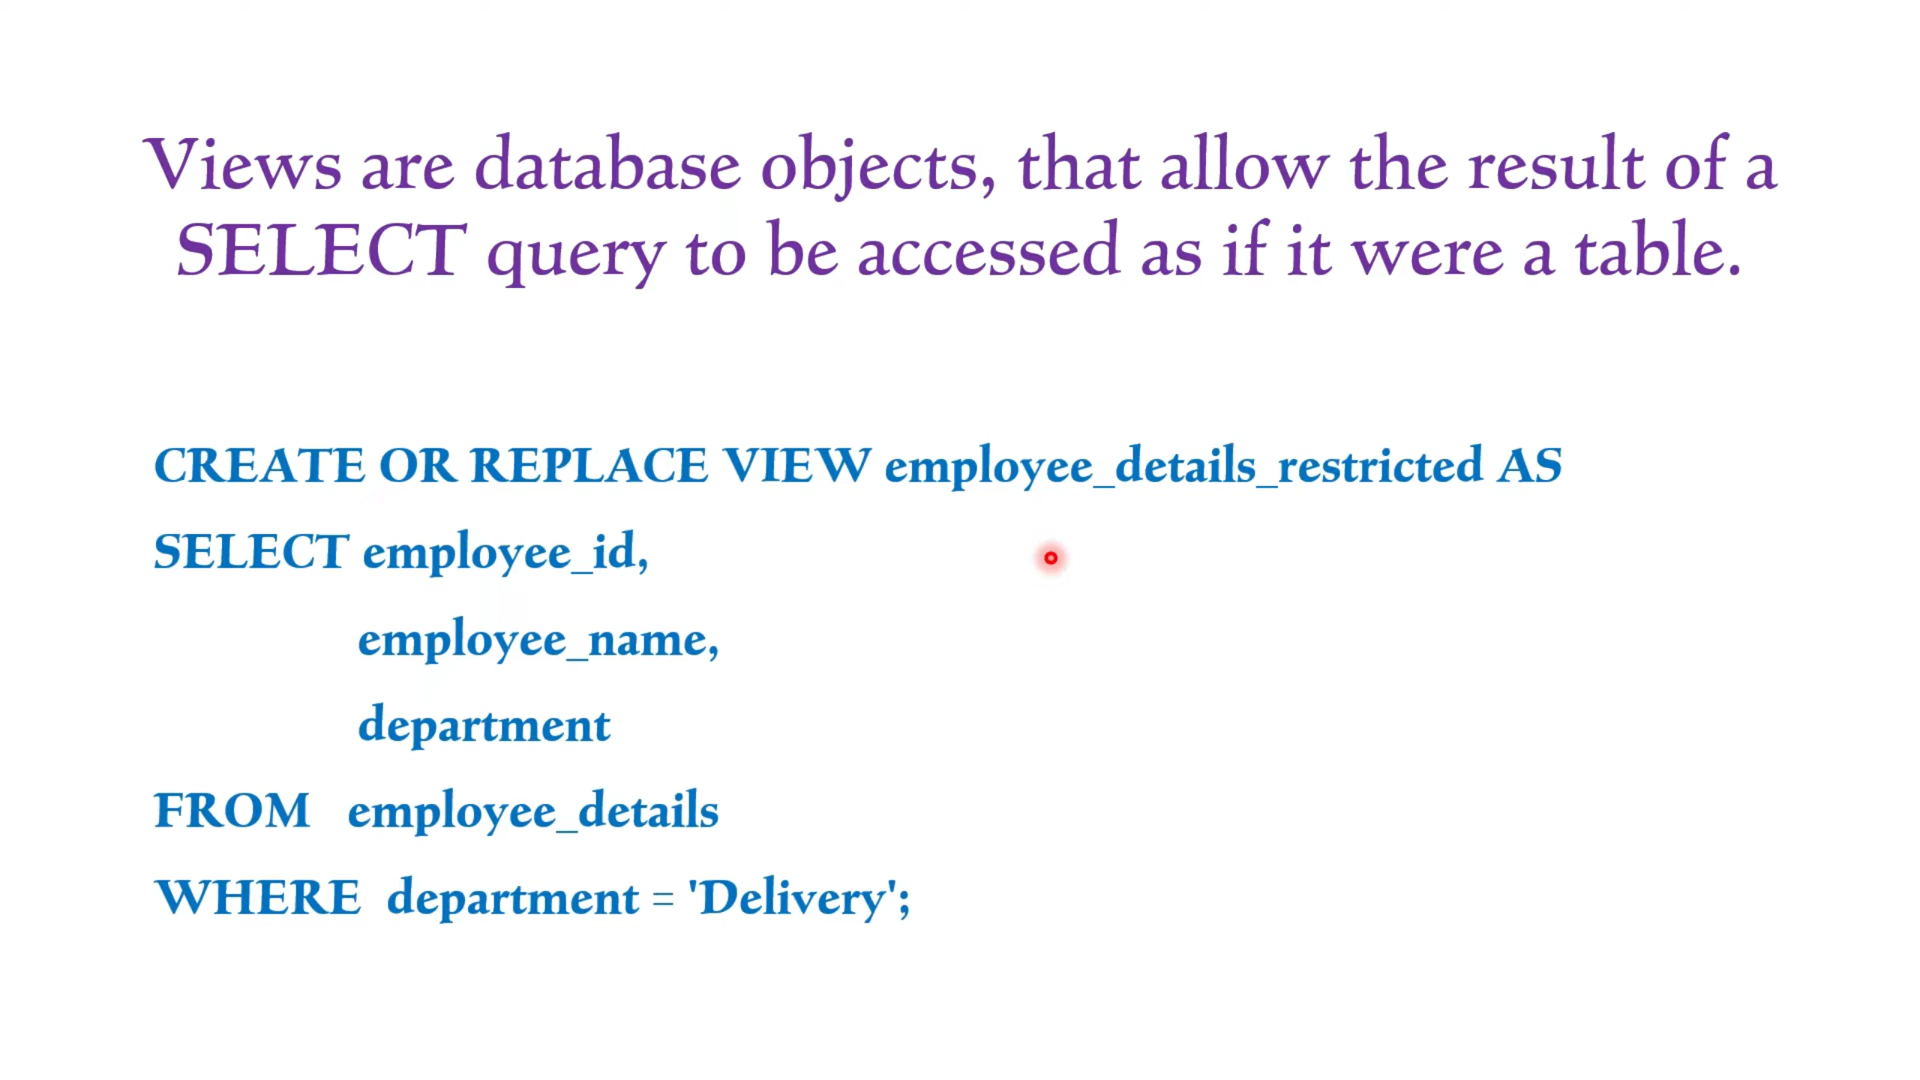 Views are database objects, that allow the result of a
SELECT query to be accessed as if it were a table.
CREATE OR REPLACE VIEW employee_details_restricted AS
SELECT employee_id,
employee_name,
department
FROM employee_details
WHERE department = 'Delivery';